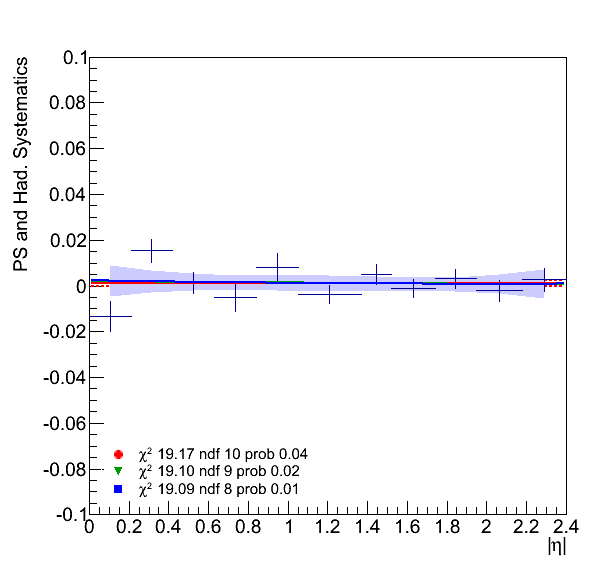 PS and Had. Systematics
0.1
0.08
0.06
0.04
0.02
0
-0.02
-0.04
-0.06
-0.08
-0.1
χ² 19.17 ndf 10 prob 0.04
χ² 19.10 ndf 9 prob 0.02
χ² 19.09 ndf 8 prob 0.01
0 0.2 0.4 0.6 0.8 1 1.2 1.4 1.6 1.8 2 2.2 2.4
|η|